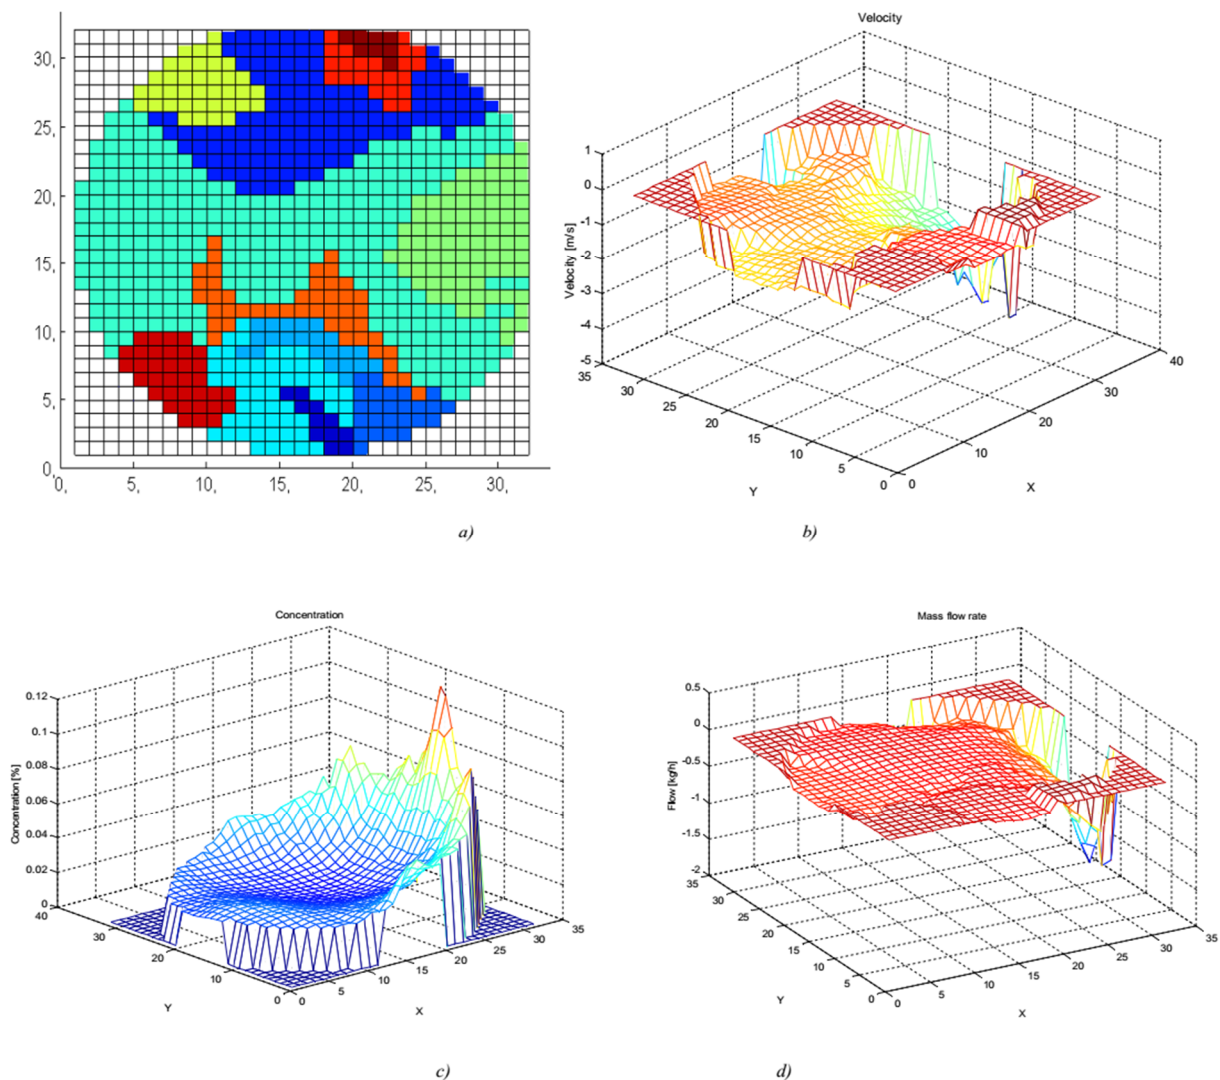 30,
25,
20,
15,
10,
5,
0,
0, 5, 10, 15, 20, 25, 30,
a)
Velocity
1
0
-1
-2
-3
-4
-5
Velocity [m/s]
35 30 25 20 15 10 5 0
Y
0 10 20 30 40
X
b)
Concentration
0.12
0.1
0.08
0.06
0.04
0.02
0
Concentration [%]
40 30 20 10 0
Y
0 5 10 15 20 25 30 35
X
c)
Mass flow rate
0.5
0
-0.5
-1
-1.5
-2
Flow [kg/h]
35 30 25 20 15 10 5 0
Y
0 5 10 15 20 25 30 35
X
d)